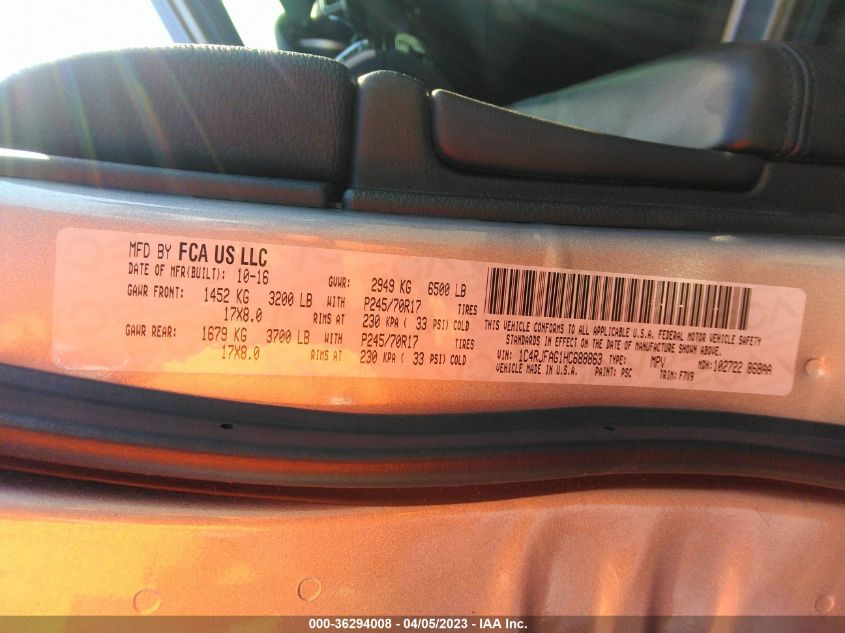 MFD BY FCA US LLC
DATE OF MFR(BUILT): 10-16 GVWR: 2949 KG 6500 LB
GAWR FRONT: 1452 KG 3200 LB WITH P245/70R17 TIRES
17X8.0 RIMS AT 230 KPA ( 33 PSI) COLD
GAWR REAR: 1679 KG 3700 LB WITH P245/70R17 TIRES
17X8.0 RIMS AT 230 KPA ( 33 PSI) COLD
THIS VEHICLE CONFORMS TO ALL APPLICABLE U.S.A. FEDERAL MOTOR VEHICLE SAFETY
STANDARDS IN EFFECT ON THE DATE OF MANUFACTURE SHOWN ABOVE
VIN: 1C4RJFAG1HC688863 TYPE: MPV MDH:102722 868AA
VEHICLE MADE IN U.S.A. PAINT: PSC TRIM: F7X9
000-36294008 - 04/05/2023 - IAA Inc.